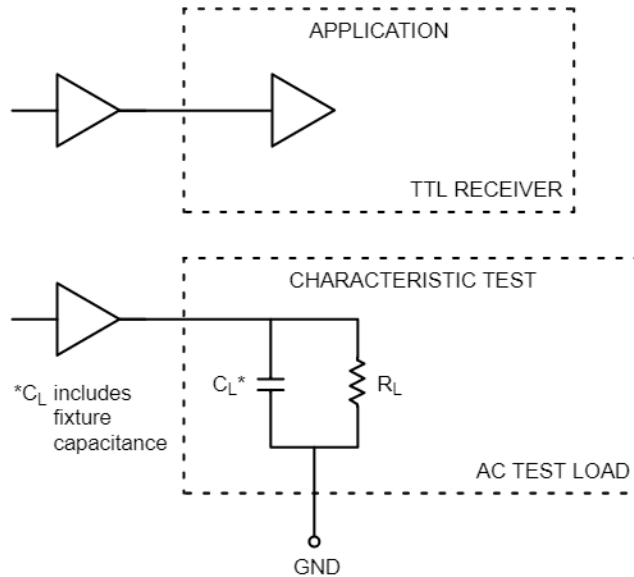 APPLICATION
TTL RECEIVER
CHARACTERISTIC TEST
*CL includes
fixture
capacitance
CL*
RL
AC TEST LOAD
GND